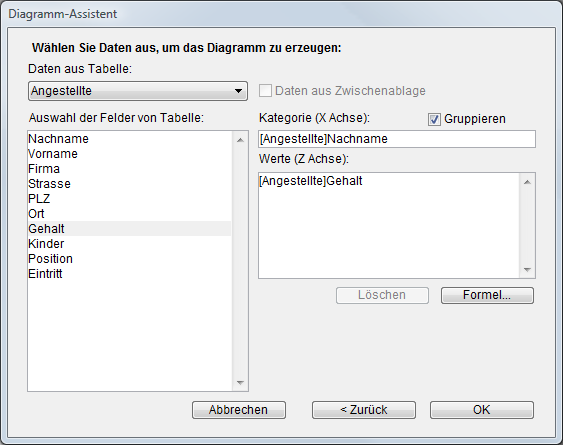 Diagramm-Assistent
Wählen Sie Daten aus, um das Diagramm zu erzeugen:
Daten aus Tabelle:
Angestellte
Daten aus Zwischenablage
Auswahl der Felder von Tabelle:
Nachname
Vorname
Firma
Strasse
PLZ
Ort
Gehalt
Kinder
Position
Eintritt
Kategorie (X Achse):
Gruppieren
[Angestellte]Nachname
Werte (Z Achse):
[Angestellte]Gehalt
Löschen
Formel...
Abbrechen
< Zurück
OK